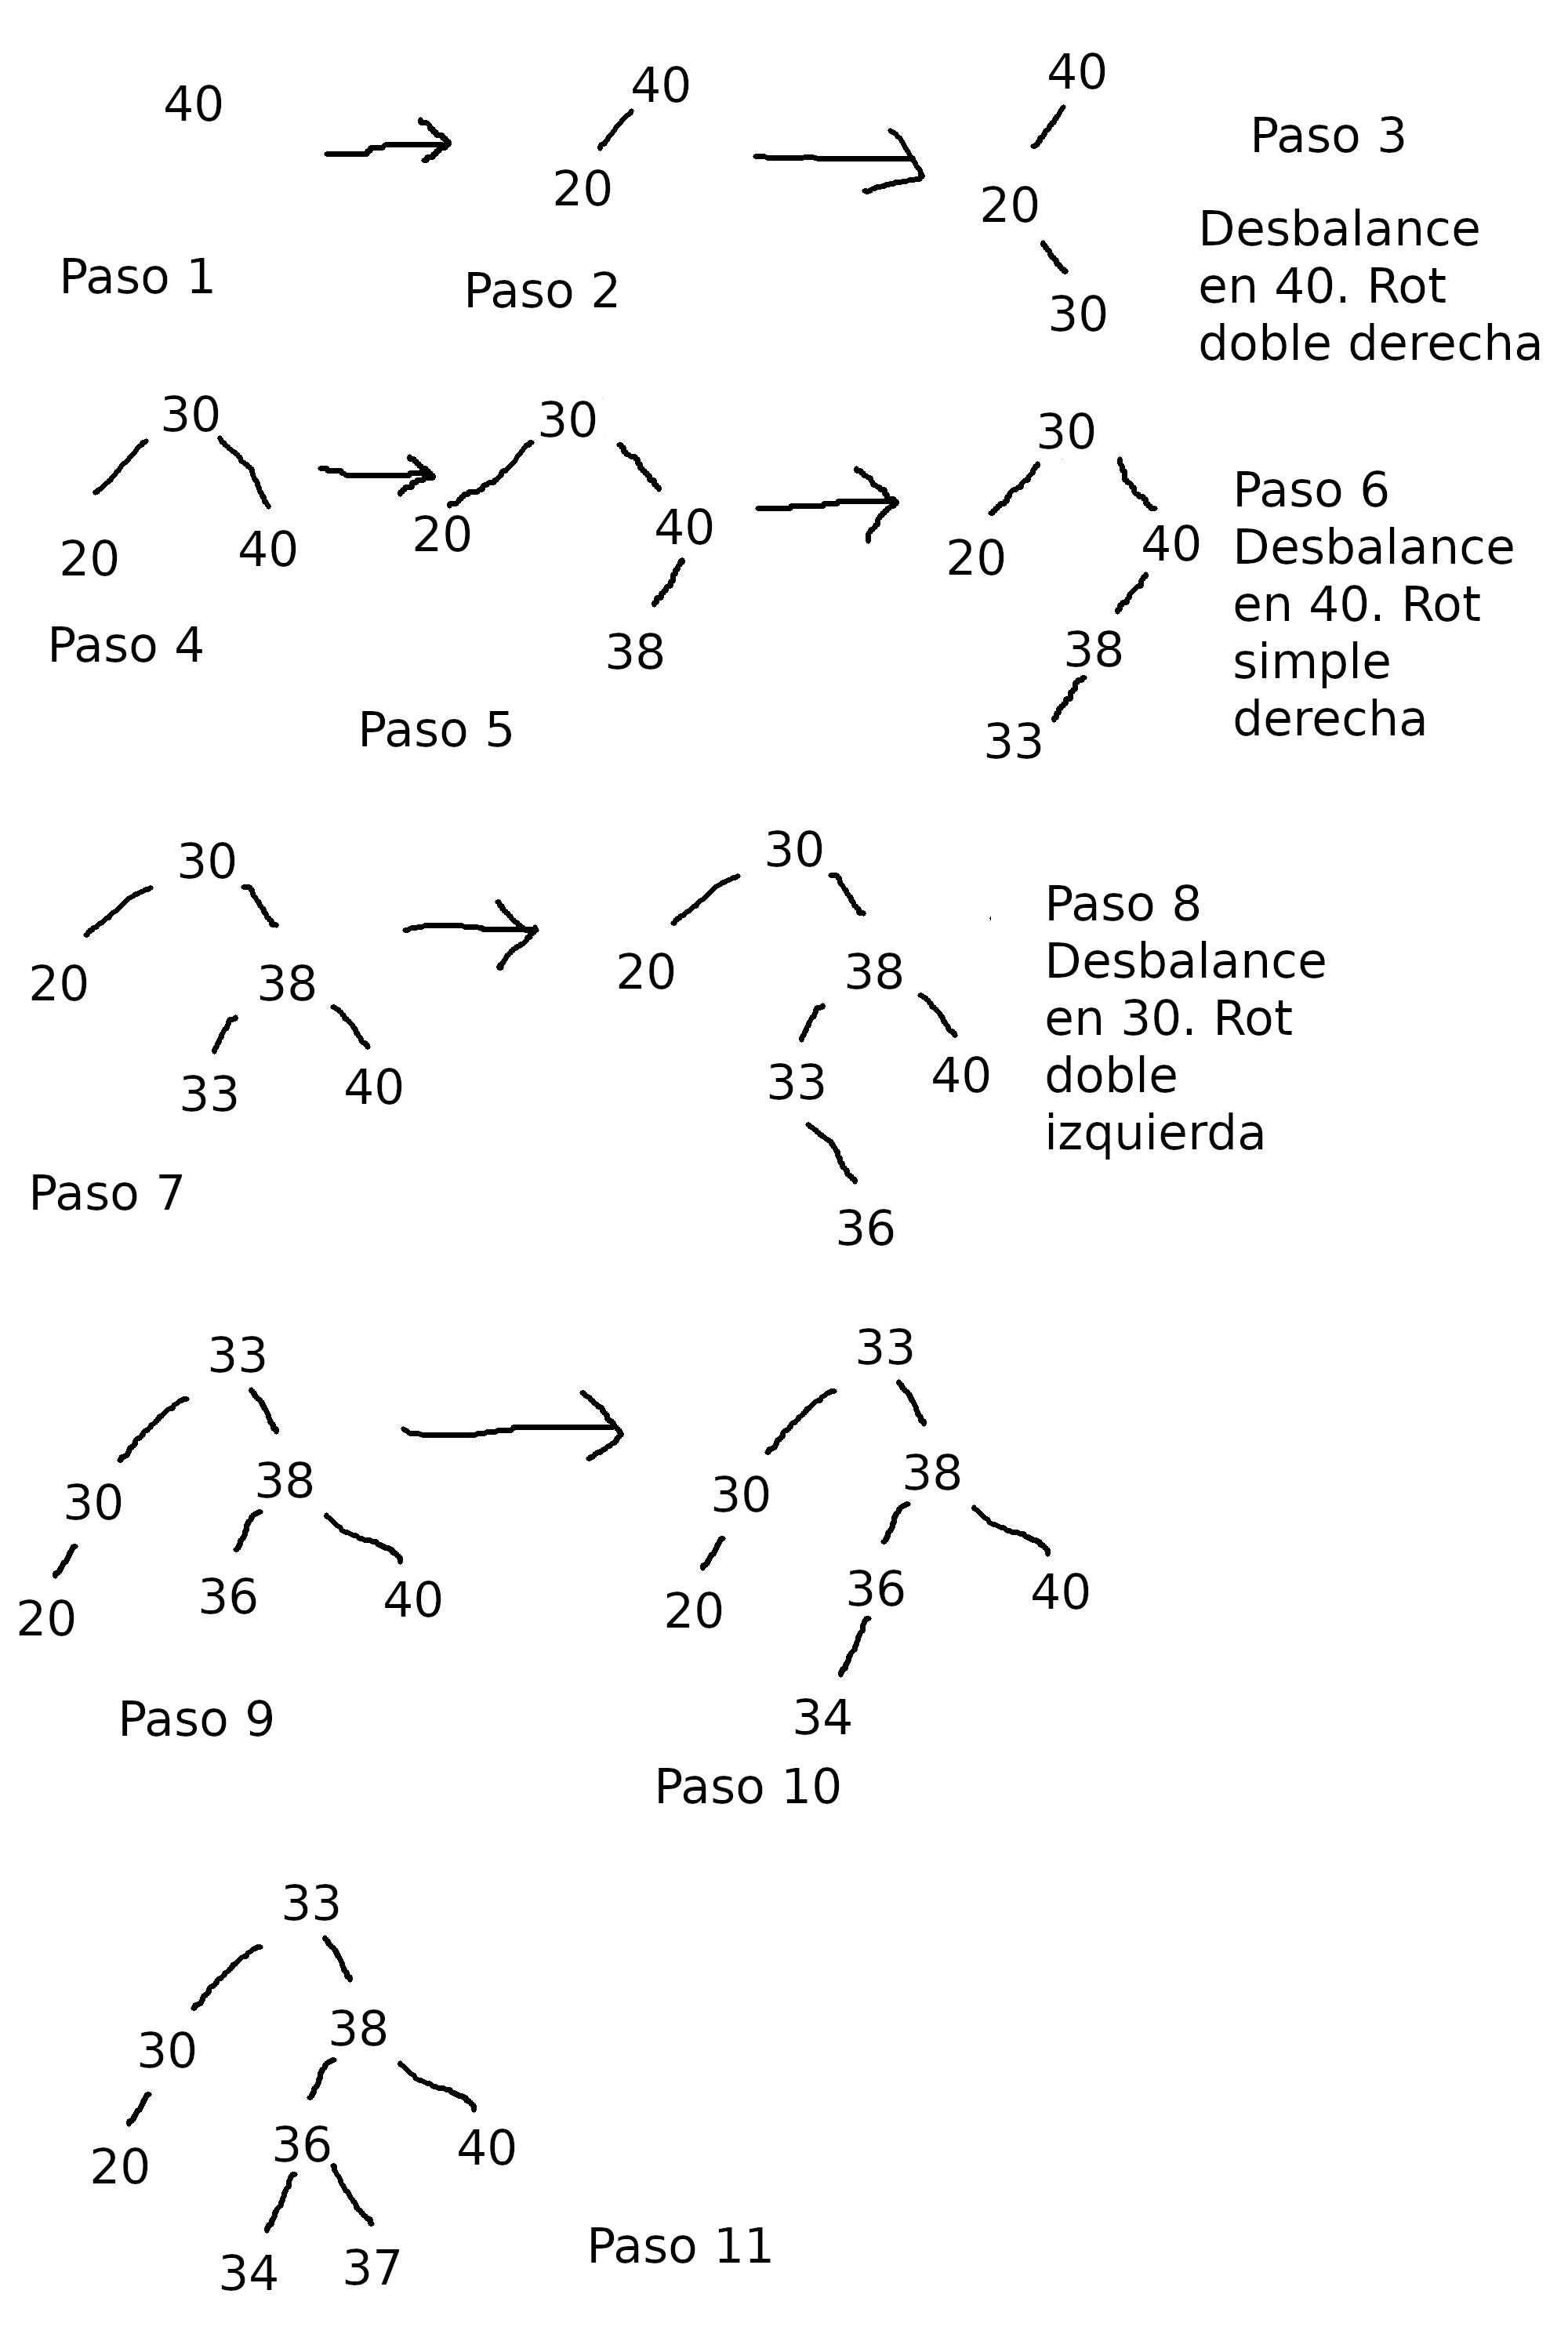 40
Paso 1
40
20
Paso 2
40
20
30
Paso 3
Desbalance
en 40. Rot
doble derecha
30
20 40
Paso 4
30
20 40
38
Paso 5
30
20 40
38
33
Paso 6
Desbalance
en 40. Rot
simple
derecha
30
20 38
33 40
Paso 7
30
20 38
33 40
36
Paso 8
Desbalance
en 30. Rot
doble
izquierda
33
30 38
20 36 40
Paso 9
33
30 38
20 36 40
34
Paso 10
33
30 38
20 36 40
34 37
Paso 11